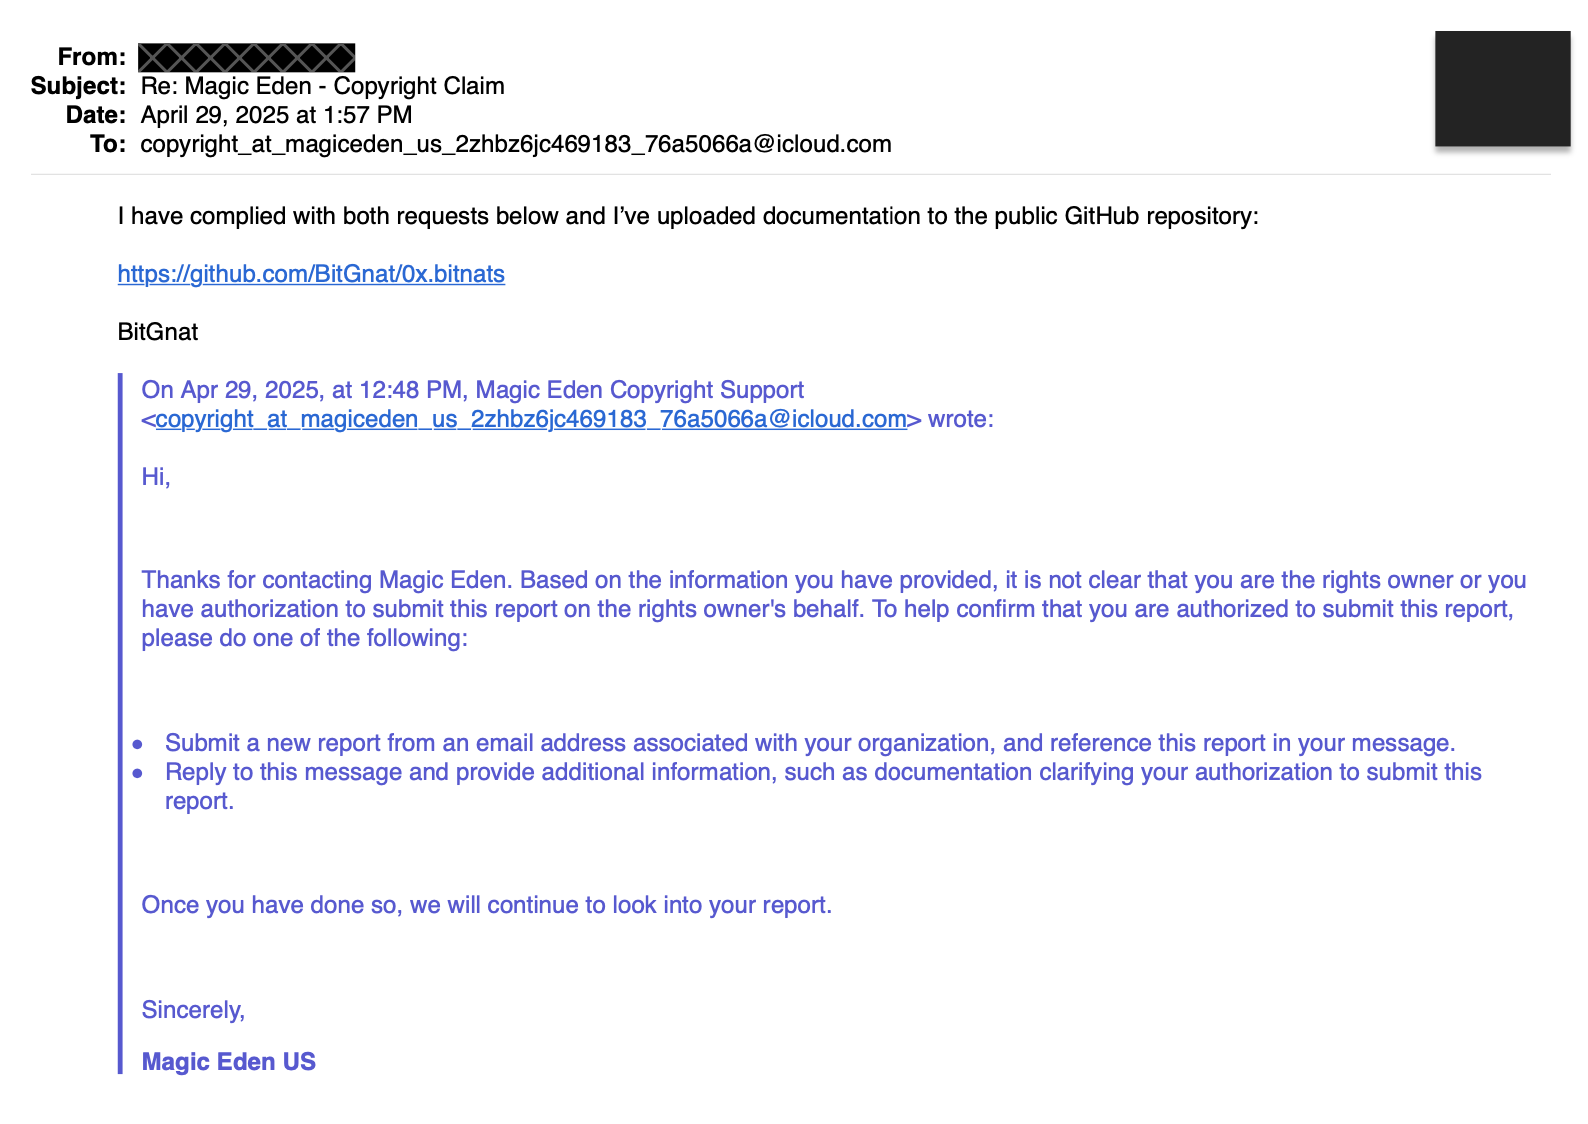 From:
Subject: Re: Magic Eden - Copyright Claim
Date: April 29, 2025 at 1:57 PM
To: copyright_at_magiceden_us_2zhbz6jc469183_76a5066a@icloud.com
I have complied with both requests below and I’ve uploaded documentation to the public GitHub repository:
https://github.com/BitGnat/0x.bitnats
BitGnat
On Apr 29, 2025, at 12:48 PM, Magic Eden Copyright Support
<copyright_at_magiceden_us_2zhbz6jc469183_76a5066a@icloud.com> wrote:
Hi,
Thanks for contacting Magic Eden. Based on the information you have provided, it is not clear that you are the rights owner or you
have authorization to submit this report on the rights owner's behalf. To help confirm that you are authorized to submit this report,
please do one of the following:
• Submit a new report from an email address associated with your organization, and reference this report in your message.
• Reply to this message and provide additional information, such as documentation clarifying your authorization to submit this
report.
Once you have done so, we will continue to look into your report.
Sincerely,
Magic Eden US